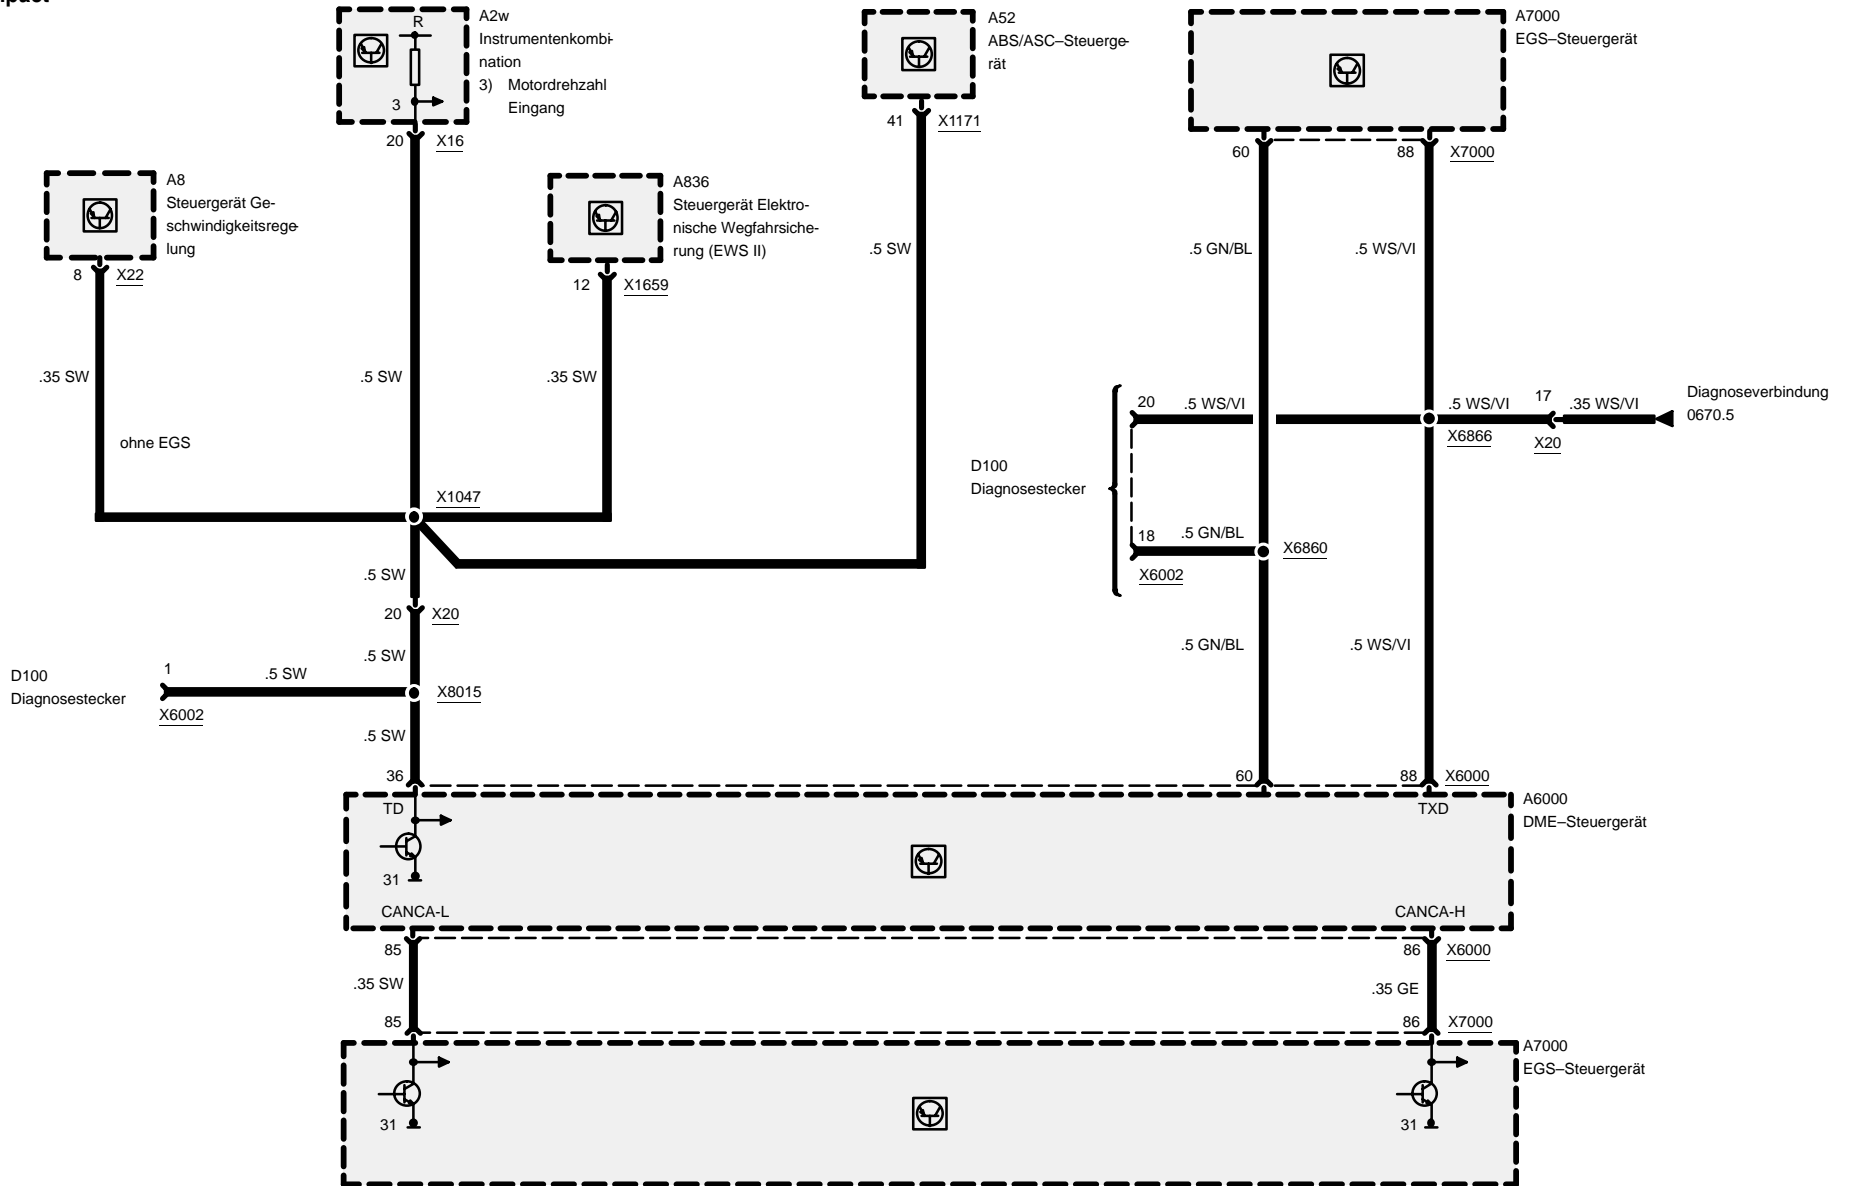 A2w
Instrumentenkombi-
nation
3) Motordrehzahl
Eingang
R
3
20 X16
A52
ABS/ASC–Steuerge-
rät
41 X1171
A7000
EGS–Steuergerät
60 88 X7000
A8
Steuergerät Ge-
schwindigkeitsrege-
lung
8 X22
A836
Steuergerät Elektro-
nische Wegfahrsiche-
rung (EWS II)
12 X1659
.5 SW
.5 GN/BL
.5 WS/VI
.35 SW
.5 SW
.35 SW
ohne EGS
X1047
20 .5 WS/VI
.5 WS/VI 17 .35 WS/VI
X6866 X20
Diagnoseverbindung
0670.5
D100
Diagnosestecker
18 .5 GN/BL
X6002
X6860
.5 SW
20 X20
.5 SW
.5 GN/BL
.5 WS/VI
D100
Diagnosestecker
1 .5 SW
X6002
X8015
.5 SW
36 60 88 X6000
TD TXD
A6000
DME–Steuergerät
31
CANCA-L CANCA-H
85 86 X6000
.35 SW .35 GE
85 86 X7000
A7000
EGS–Steuergerät
31 31